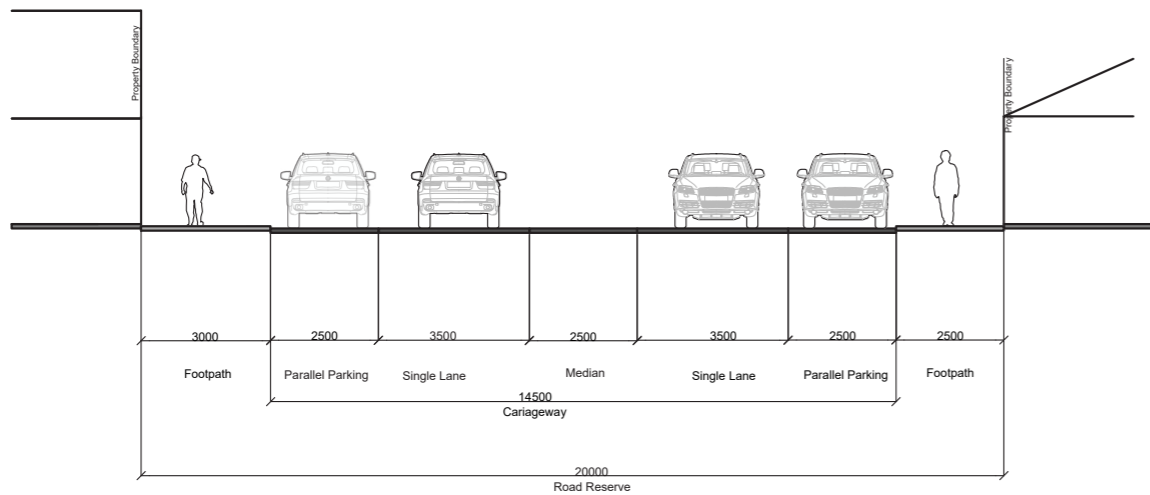 Property Boundary
Property Boundary
3000
2500
3500
2500
3500
2500
2500
Footpath
Parallel Parking
Single Lane
Median
Single Lane
Parallel Parking
Footpath
14500
Cariageway
20000
Road Reserve